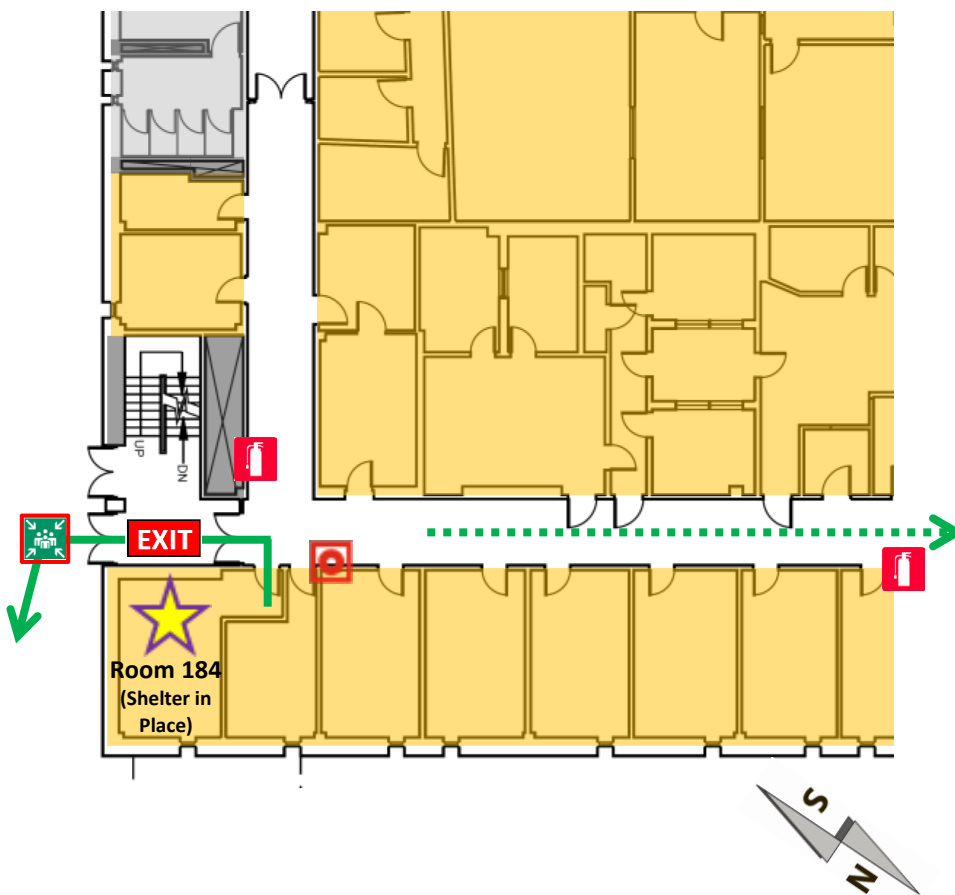 UP
DN
EXIT
Room 184
(Shelter in
Place)
S
N